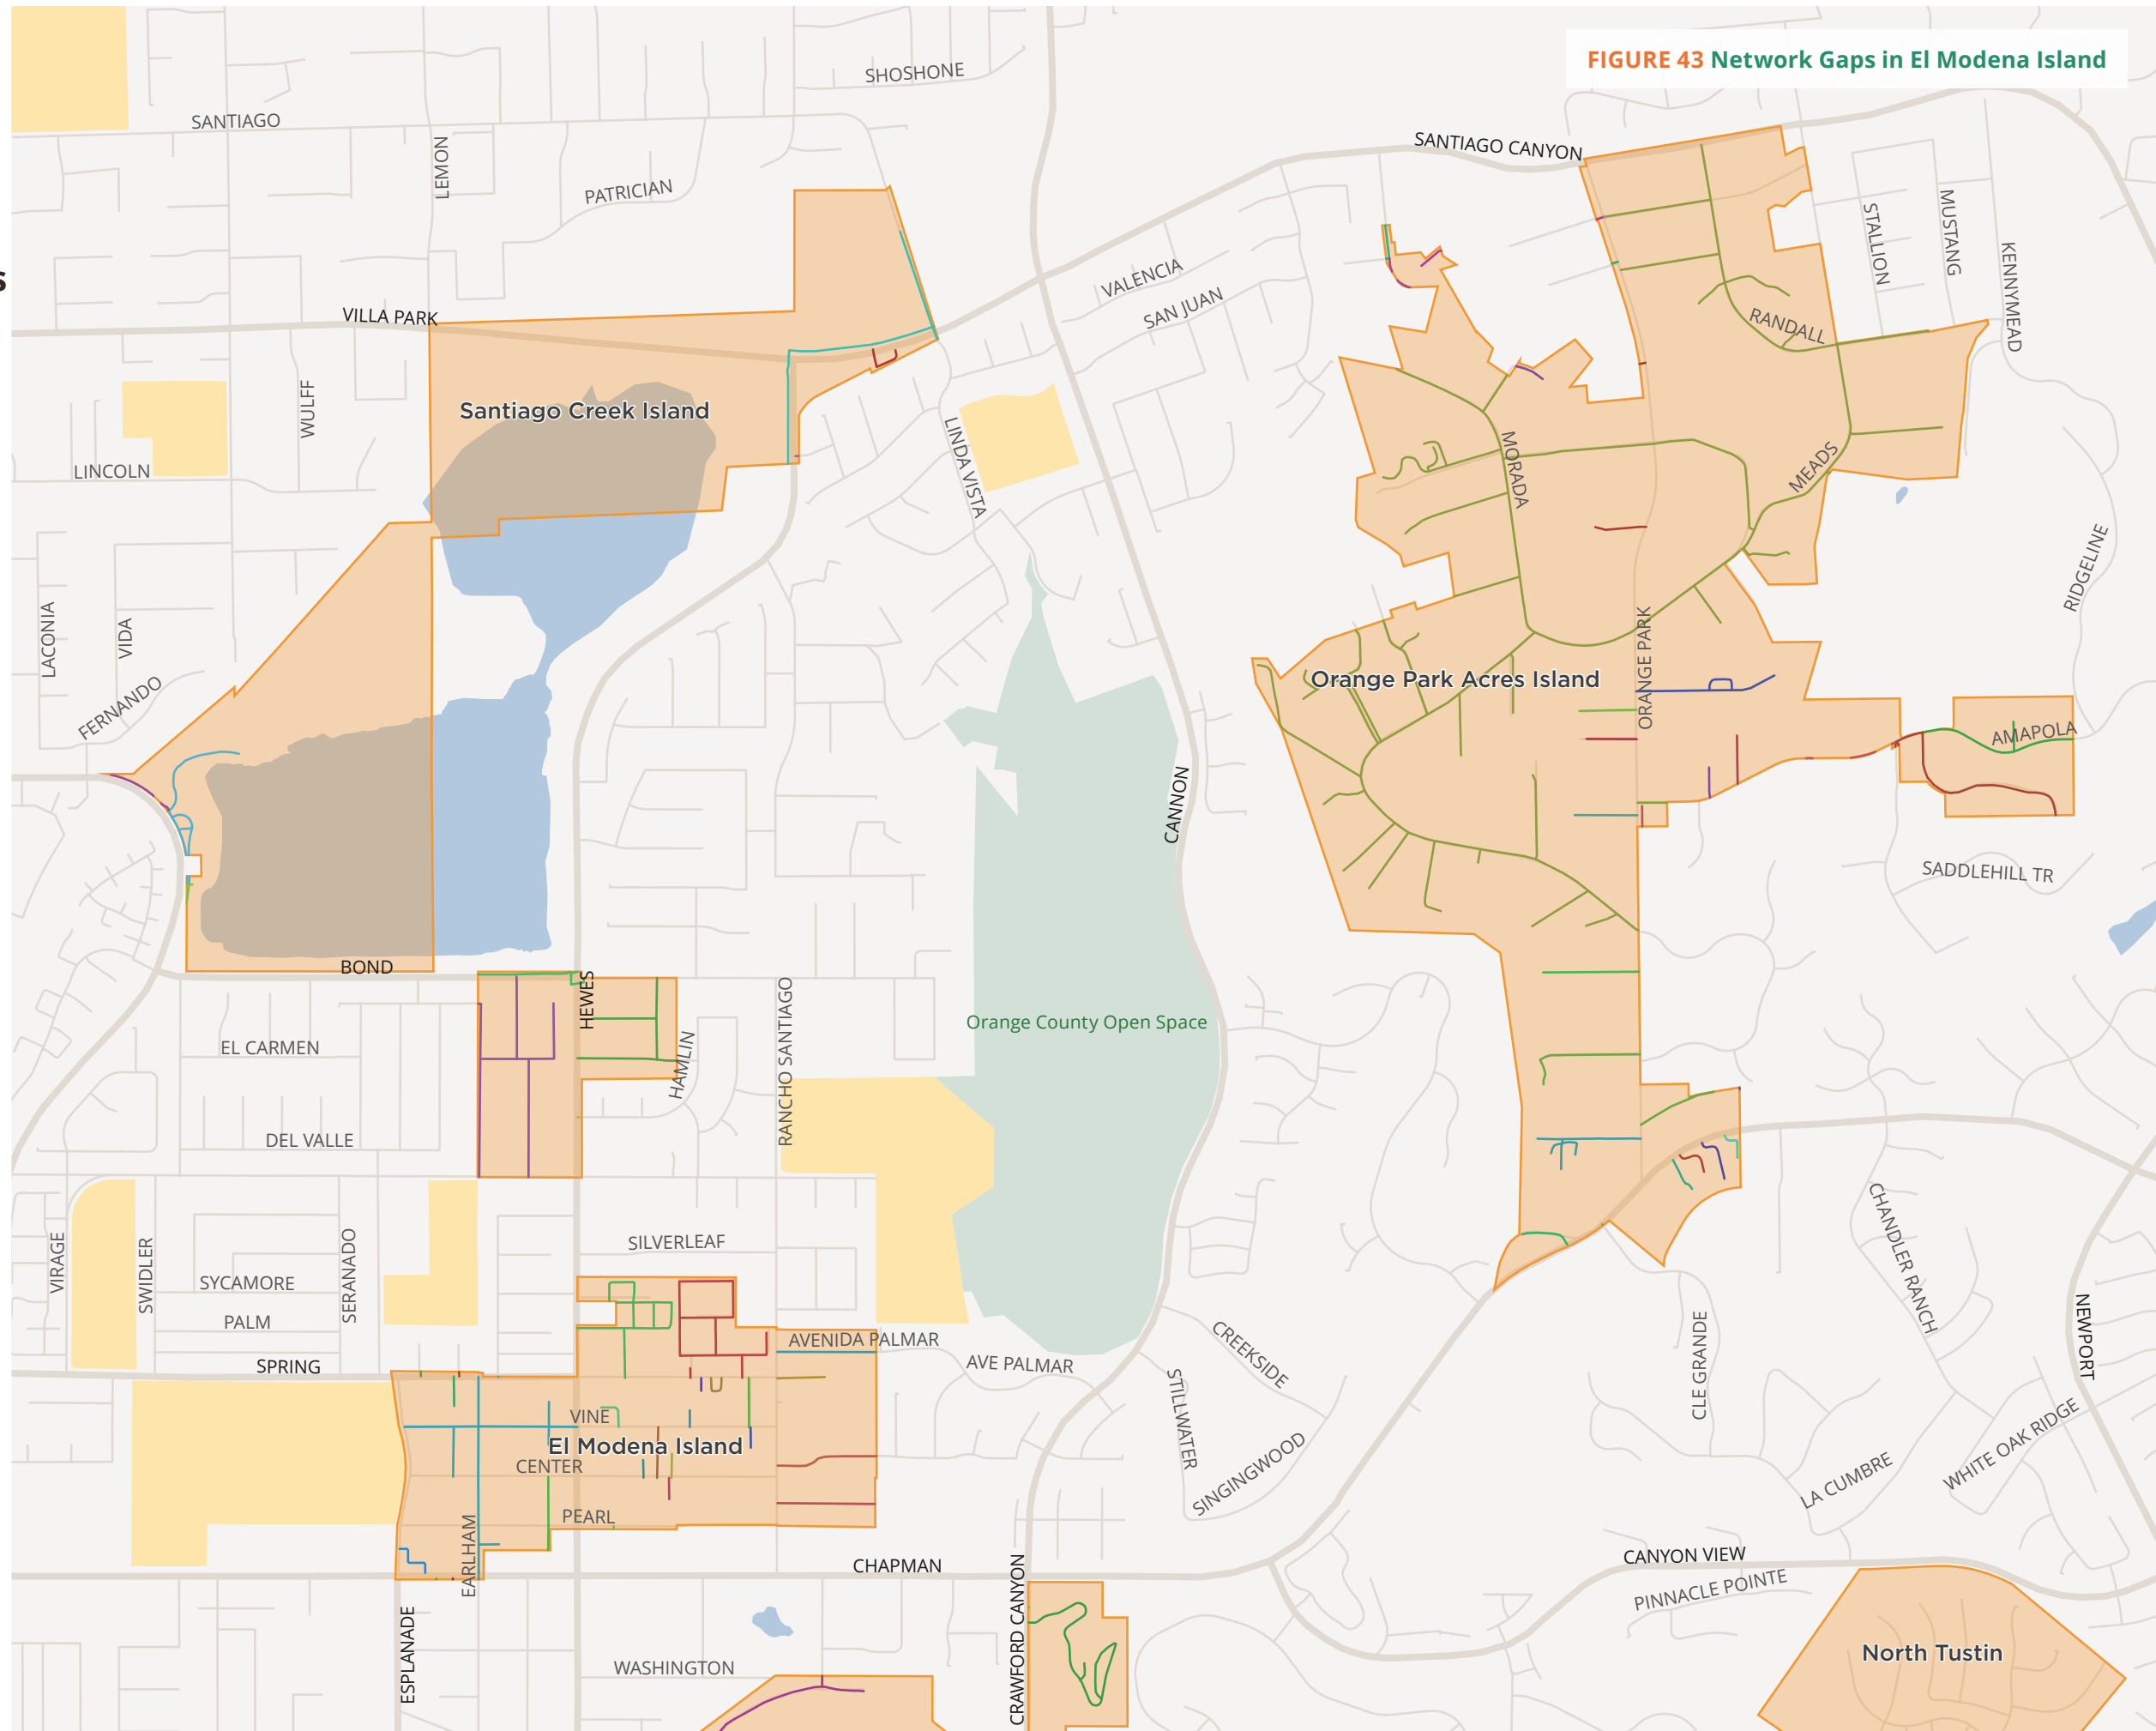 FIGURE 43 Network Gaps in El Modena Island
SHOSHONE
SANTIAGO
LEMON
PATRICIAN
SANTIAGO CANYON
STALLION
MUSTANG
KENNYMEAD
VALENCIA
SAN JUAN
s
VILLA PARK
RANDALL
WULFF
Santiago Creek Island
LINDA VISTA
MORADA
MEADS
LINCOLN
RIDGELINE
LACONIA
VIDA
FERNANDO
Orange Park Acres Island
ORANGE PARK
AMAPOLA
CANNON
SADDLEHILL TR
BOND
HEWES
Orange County Open Space
EL CARMEN
HAMLIN
RANCHO SANTIAGO
DEL VALLE
VIRAGE
SWIDLER
SERANADO
SILVERLEAF
SYCAMORE
PALM
CHANDLER RANCH
NEWPORT
AVENIDA PALMAR
SPRING
AVE PALMAR
CREEKSIDE
STILLWATER
SINGINGWOOD
CLE GRANDE
VINE
El Modena Island
CENTER
LA CUMBRE
WHITE OAK RIDGE
PEARL
EARLHAM
CHAPMAN
CANYON VIEW
PINNACLE POINTE
ESPLANADE
CRAWFORD CANYON
WASHINGTON
North Tustin